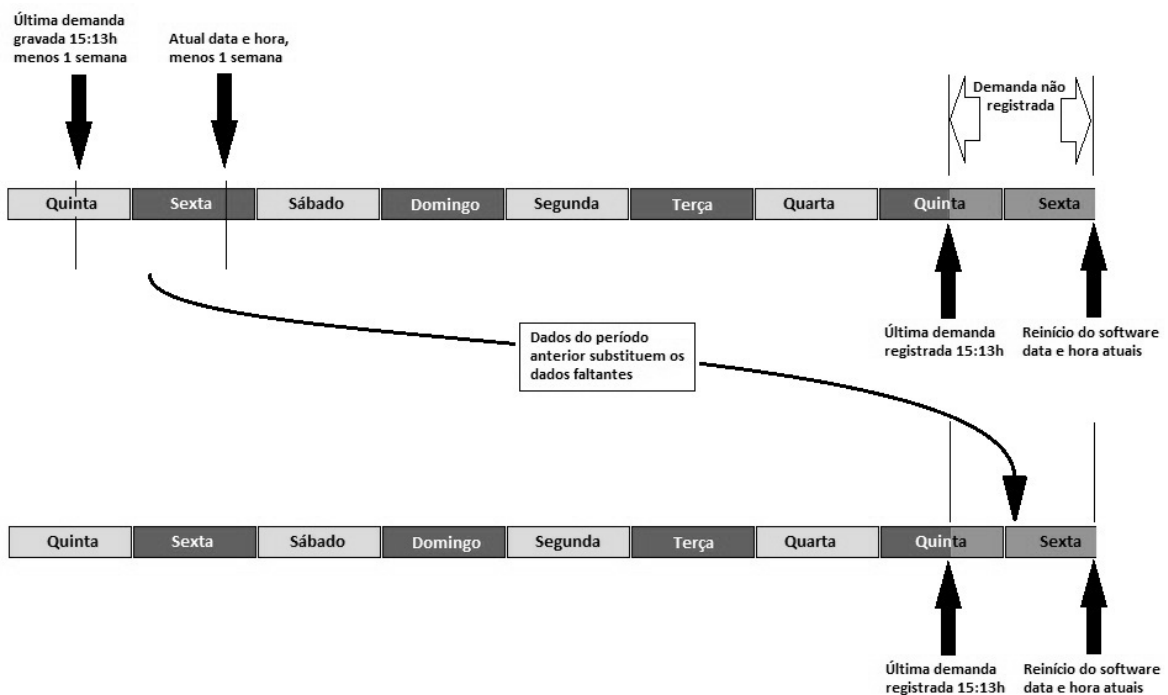 Última demanda
gravada 15:13h
menos 1 semana
Atual data e hora,
menos 1 semana
Demanda não
registrada
Quinta
Sexta
Sábado
Domingo
Segunda
Terça
Quarta
Quinta
Sexta
Dados do período
anterior substituem os
dados faltantes
Última demanda
registrada 15:13h
Reinício do software
data e hora atuais
Quinta
Sexta
Sábado
Domingo
Segunda
Terça
Quarta
Quinta
Sexta
Última demanda
registrada 15:13h
Reinício do software
data e hora atuais